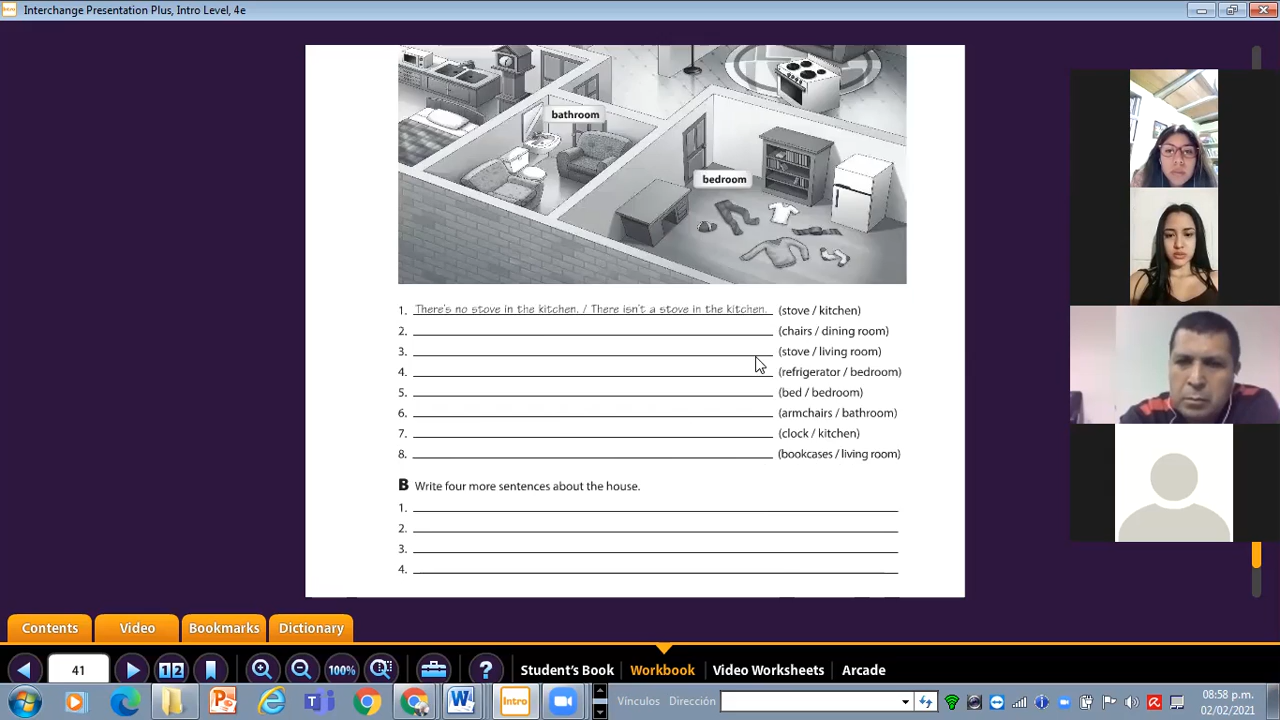 Interchange Presentation Plus, Intro Level, 4e
bathroom
bedroom
1. There's no stove in the kitchen. / There isn't a stove in the kitchen. (stove / kitchen)
2. (chairs / dining room)
3. (stove / living room)
4. (refrigerator / bedroom)
5. (bed / bedroom)
6. (armchairs / bathroom)
7. (clock / kitchen)
8. (bookcases / living room)
B Write four more sentences about the house.
1.
2.
3.
4.
Contents Video Bookmarks Dictionary
41 12 100% ? Student's Book Workbook Video Worksheets Arcade
Intro Vínculos Dirección 08:58 p.m.
02/02/2021